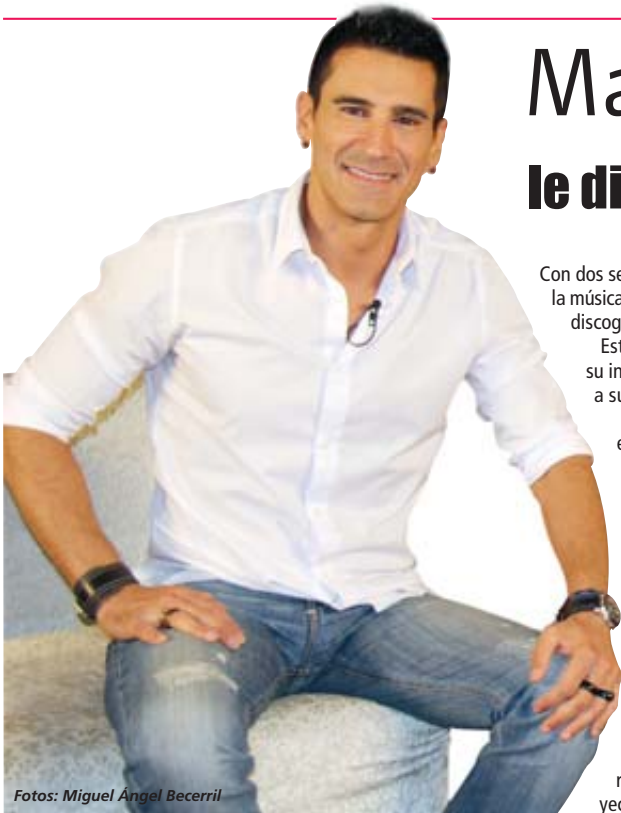 Ma
le di
Con dos se
la música
discog
Est
su in
a su
e
Fotos: Miguel Ángel Becerril
r
yec